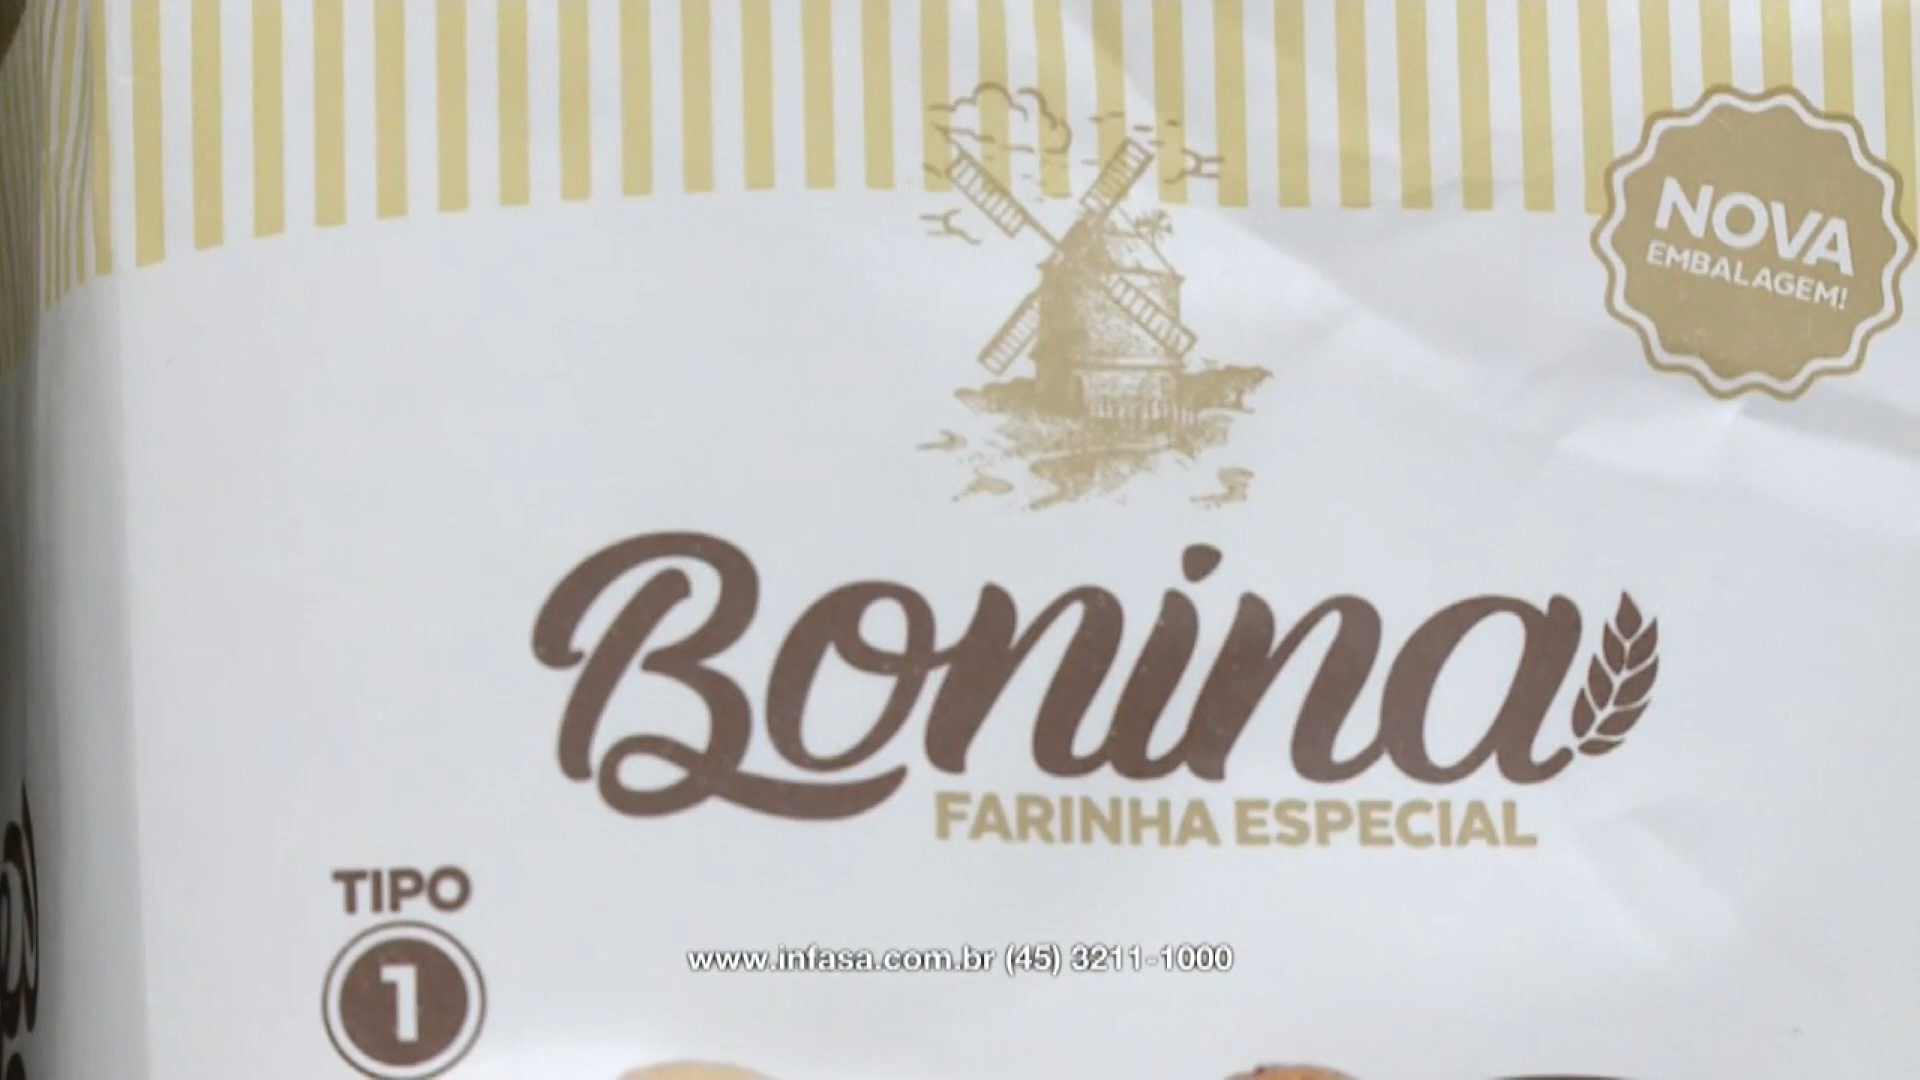 NOVA
EMBALAGEM!
Bonina
FARINHA ESPECIAL
TIPO
1
www.infasa.com.br (45) 3211-1000